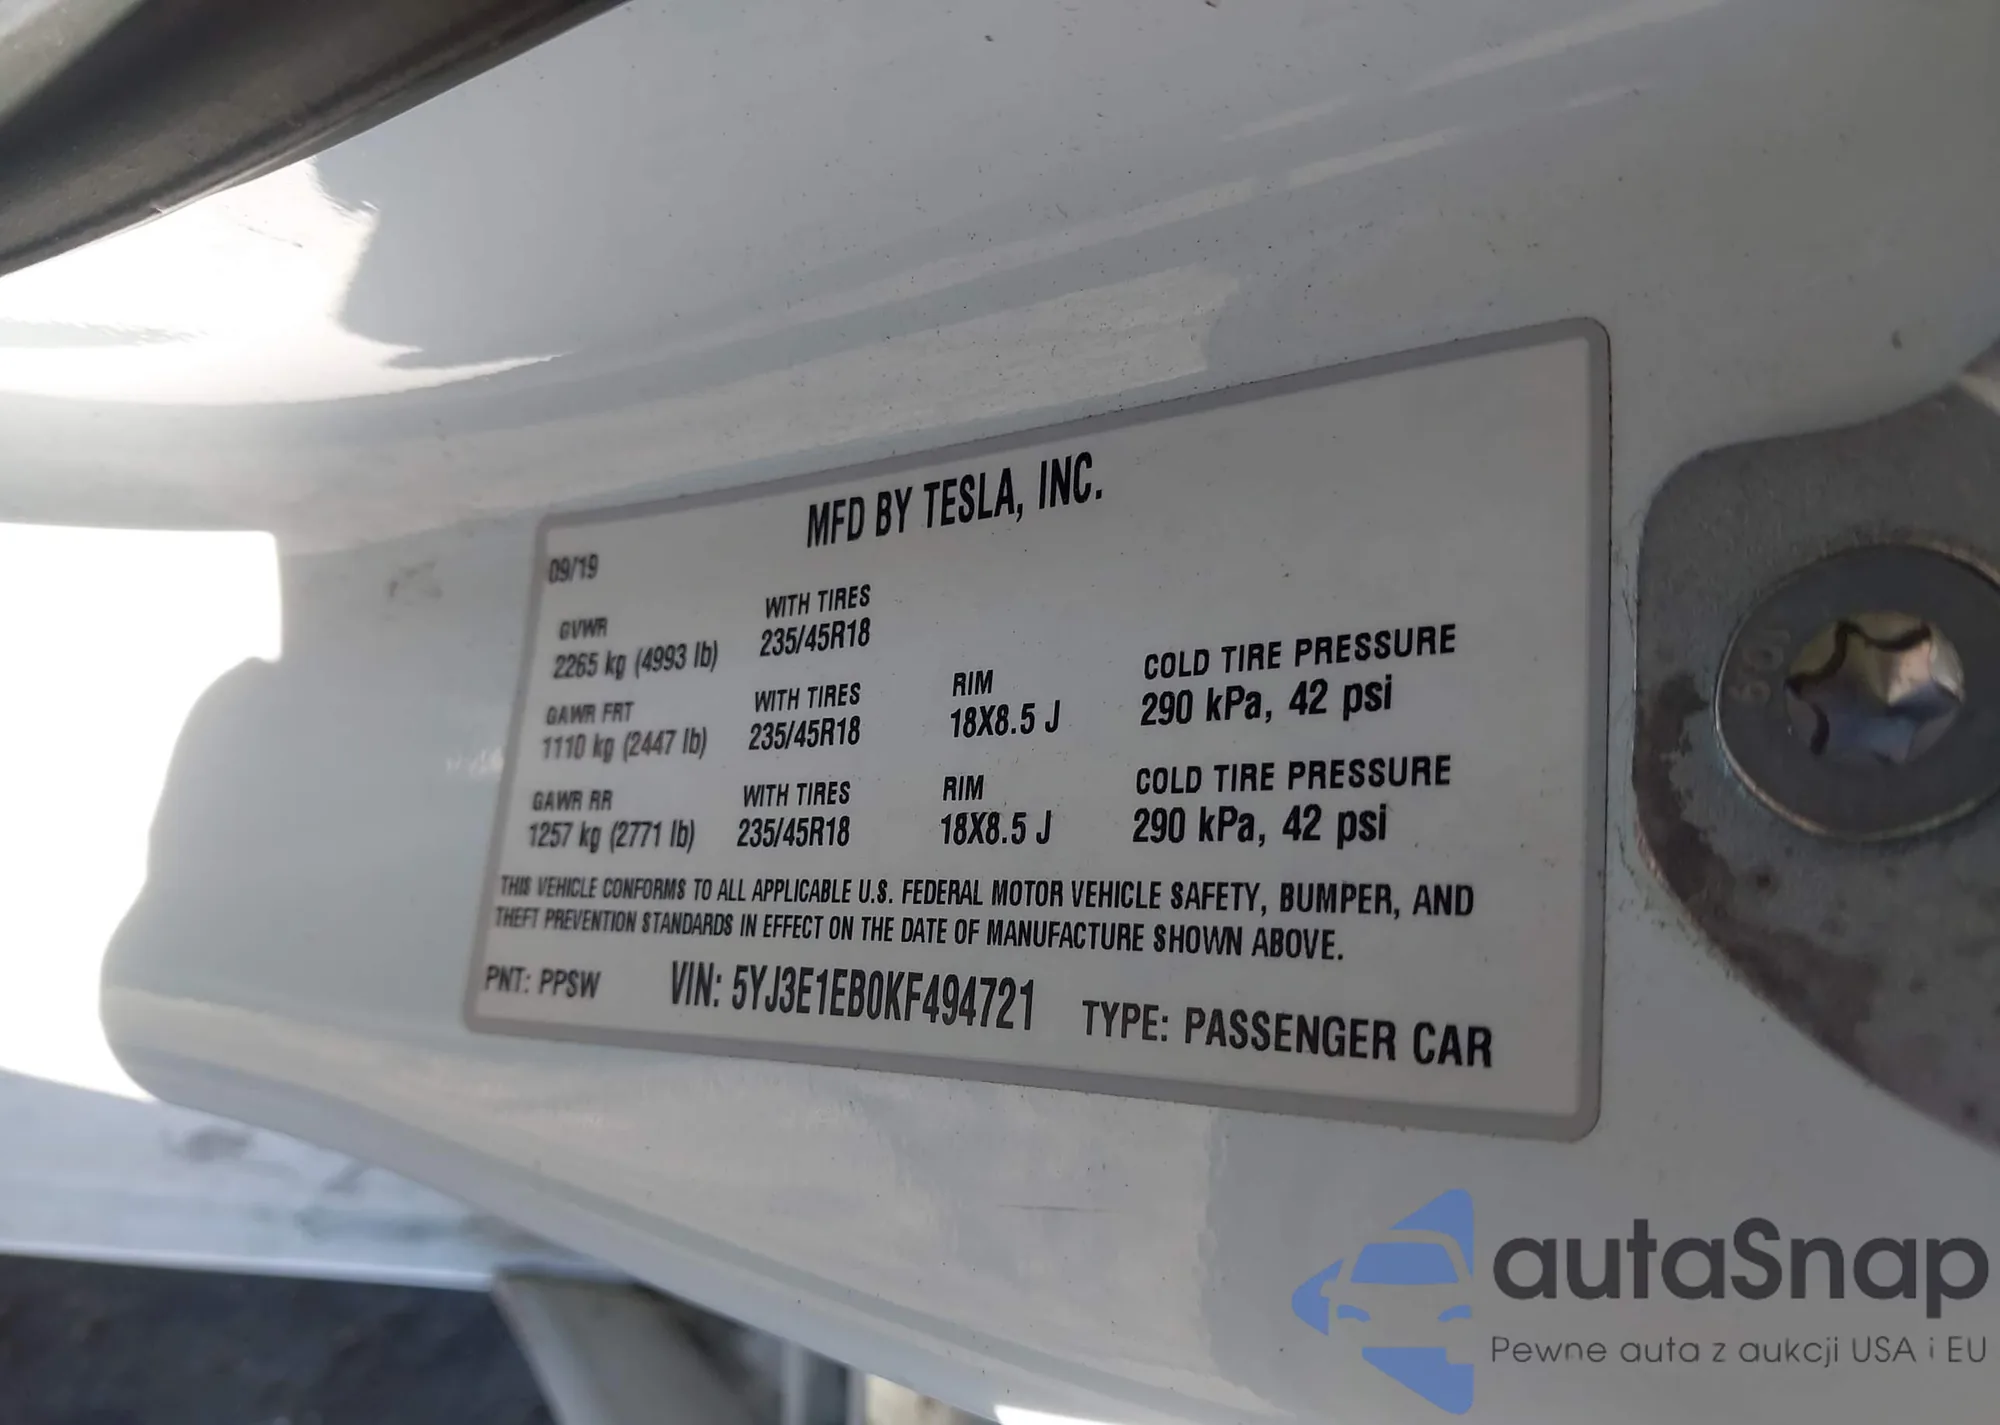 MFD BY TESLA, INC.
09/19
GVWR
2265 kg (4993 lb)
WITH TIRES
235/45R18
GAWR FRT
1110 kg (2447 lb)
WITH TIRES
235/45R18
RIM
18X8.5 J
COLD TIRE PRESSURE
290 kPa, 42 psi
GAWR RR
1257 kg (2771 lb)
WITH TIRES
235/45R18
RIM
18X8.5 J
COLD TIRE PRESSURE
290 kPa, 42 psi
THIS VEHICLE CONFORMS TO ALL APPLICABLE U.S. FEDERAL MOTOR VEHICLE SAFETY, BUMPER, AND
THEFT PREVENTION STANDARDS IN EFFECT ON THE DATE OF MANUFACTURE SHOWN ABOVE.
PNT: PPSW VIN: 5YJ3E1EB0KF494721 TYPE: PASSENGER CAR
autaSnap
Pewne auta z aukcji USA i EU